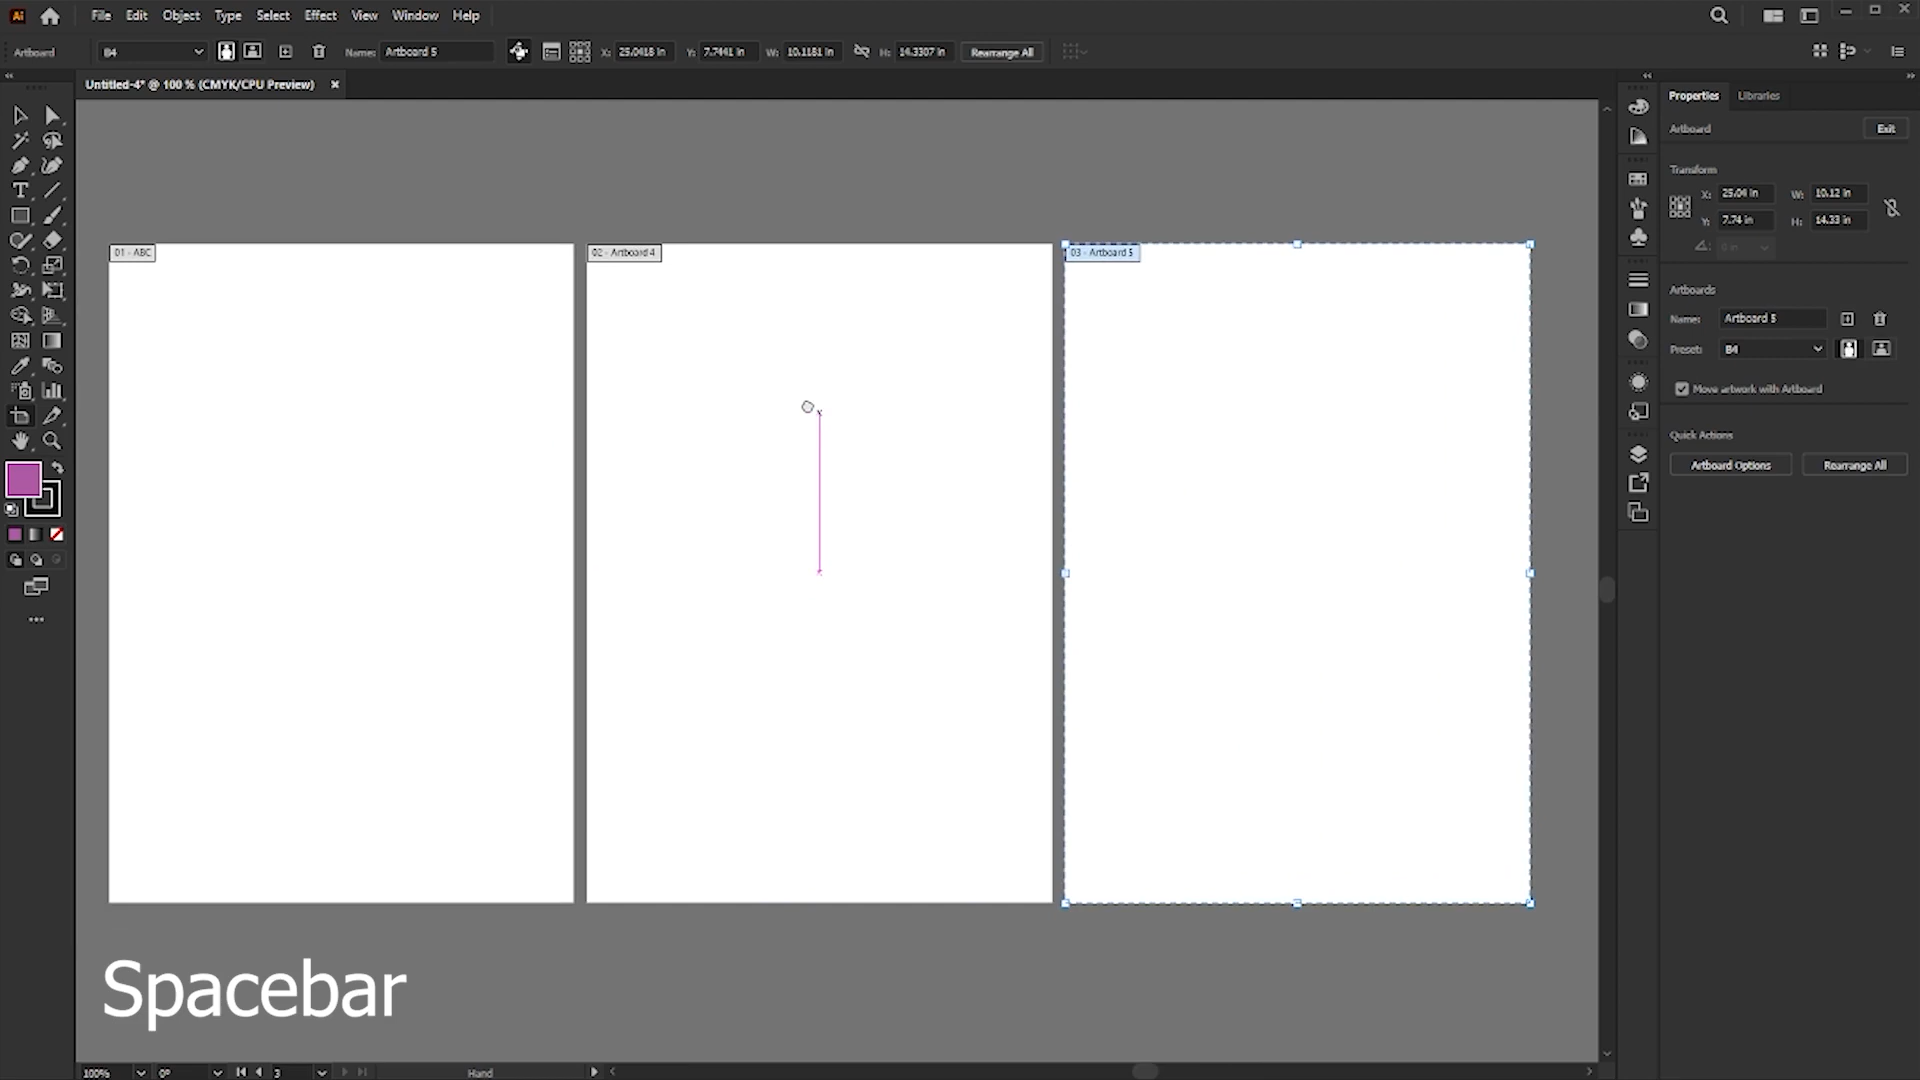 Ai File Edit Object Type Select Effect View Window Help
Artboard B4 Name: Artboard 5 X: 25.0418 in Y: 7.7441 in W: 10.1181 in H: 14.3307 in Rearrange All
Untitled-4* @ 100 % (CMYK/CPU Preview) ×
Properties Libraries
Artboard Exit
Transform
X: 25.04 in W: 10.12 in
Y: 7.74 in H: 14.33 in
0 in
Artboards
Name: Artboard 5
Preset: B4
Move artwork with Artboard
Quick Actions
Artboard Options Rearrange All
01 - ABC
02 - Artboard 4
03 - Artboard 5
Spacebar
100% 0° 3 Hand